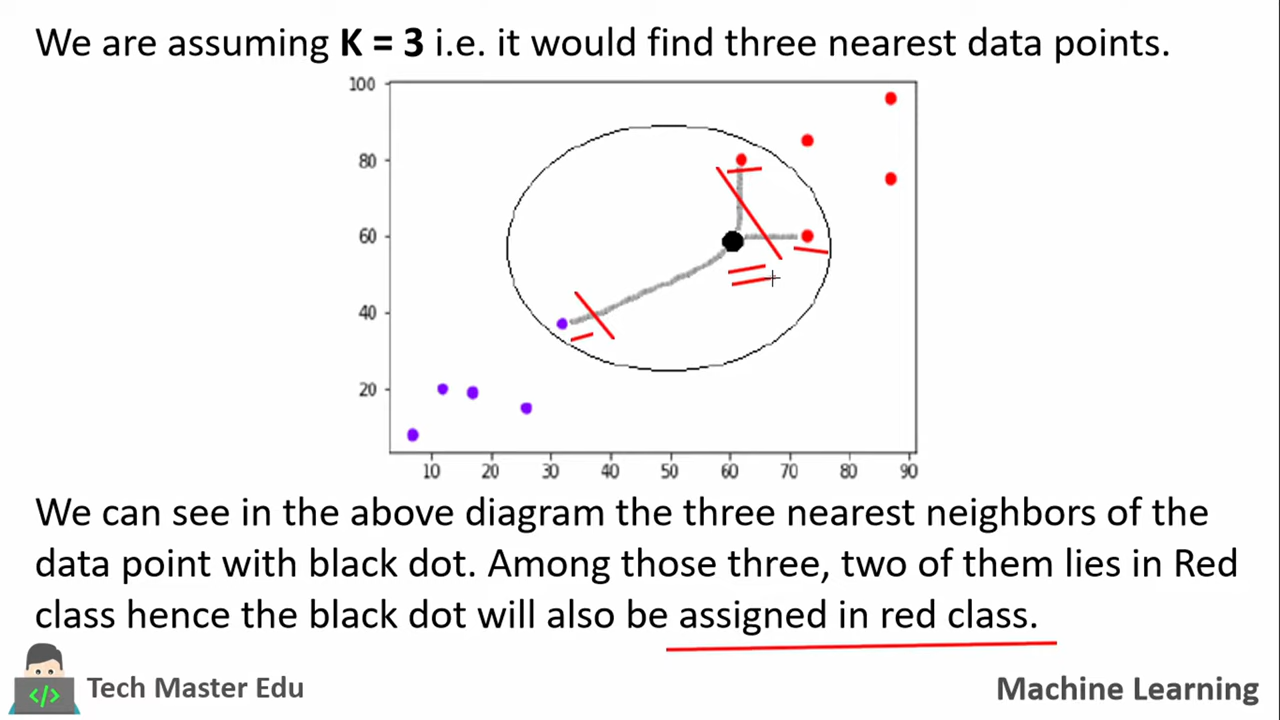 We are assuming K = 3 i.e. it would find three nearest data points.
100
80
60
40
20
10 20 30 40 50 60 70 80 90
We can see in the above diagram the three nearest neighbors of the
data point with black dot. Among those three, two of them lies in Red
class hence the black dot will also be assigned in red class.
</>
Tech Master Edu
Machine Learning